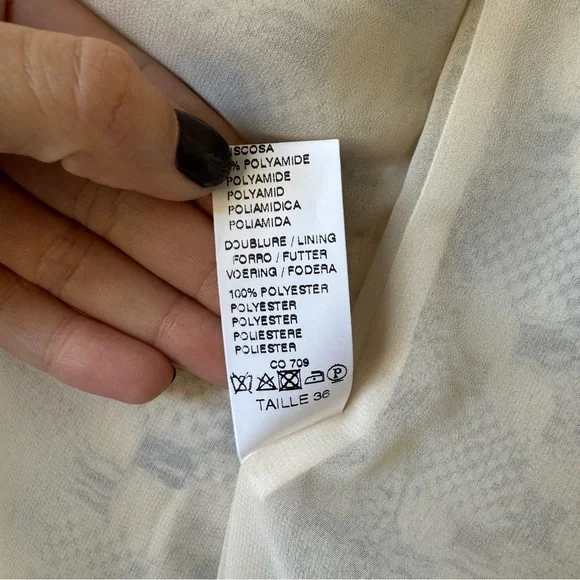 SCOSA
% POLYAMIDE
POLYAMIDE
POLYAMID
POLIAMIDICA
POLIAMIDA
DOUBLURE / LINING
FORRO / FUTTER
VOERING / FODERA
100% POLYESTER
POLYESTER
POLYESTER
POLIESTERE
POLIESTER
CO 709
P
TAILLE 36